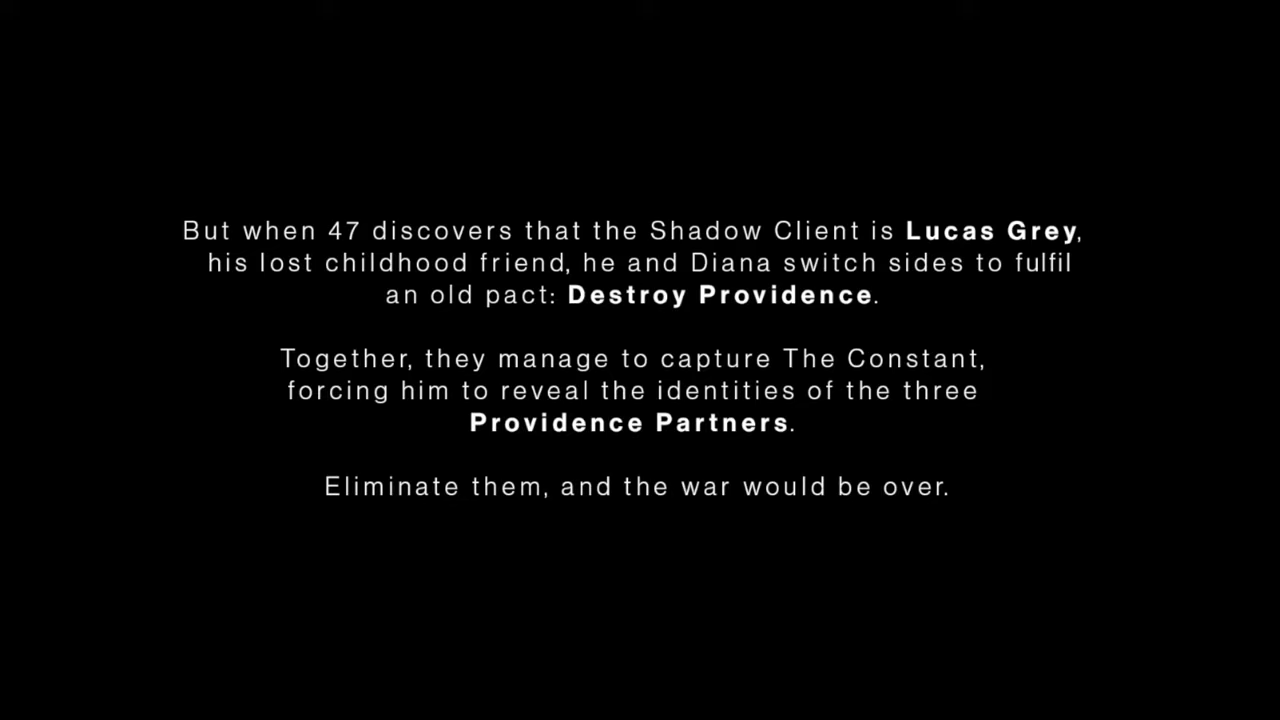 But when 47 discovers that the Shadow Client is Lucas Grey,
his lost childhood friend, he and Diana switch sides to fulfil
an old pact: Destroy Providence.
Together, they manage to capture The Constant,
forcing him to reveal the identities of the three
Providence Partners.
Eliminate them, and the war would be over.